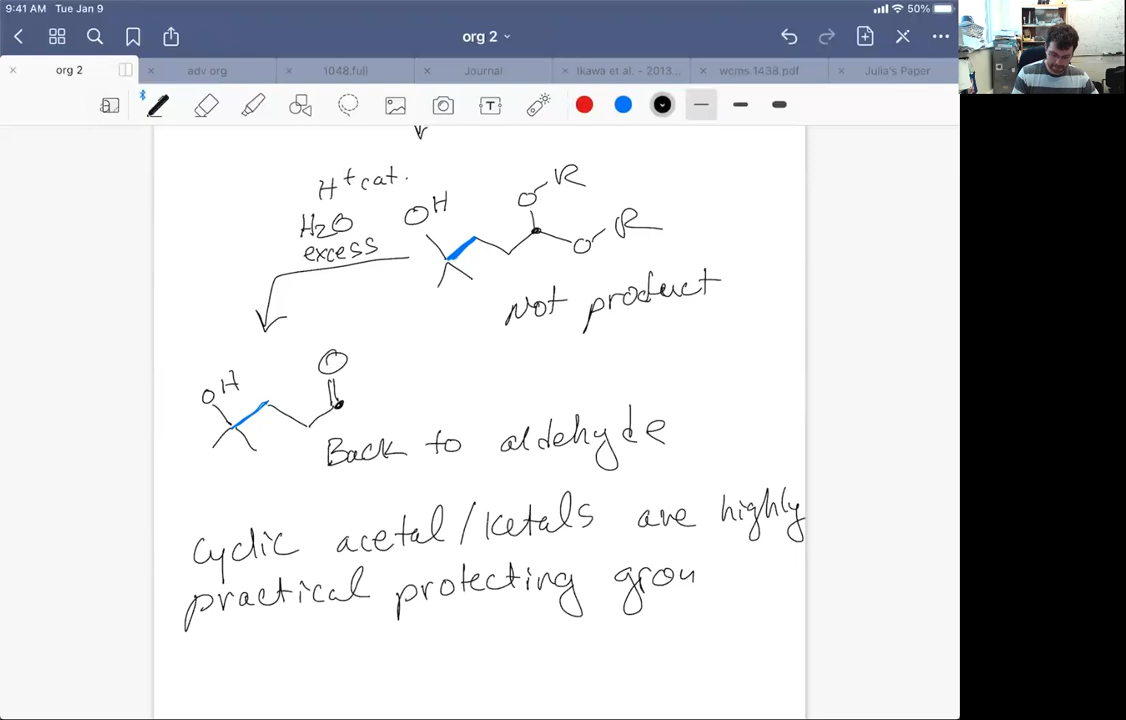 9:41 AM Tue Jan 9
50%
org 2
org 2
adv org
1048.full
Journal
Ikawa et al. - 2013...
wcms.1438.pdf
Julia's Paper
T
H+ cat.
H2O
excess
OH
O R
O R
Not product
OH
O
Back to aldehyde
Cyclic acetal/ketals are highly
practical protecting grou